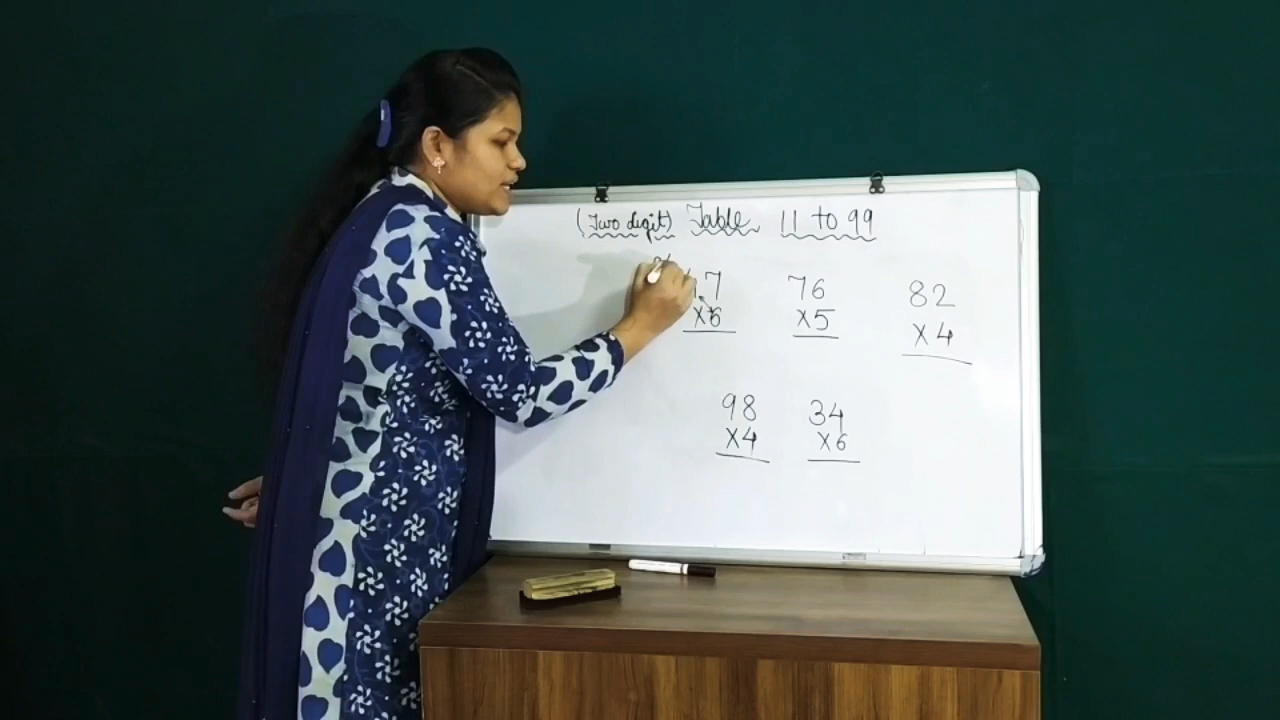 (Two digit) Table 11 to 99
7 76 82
X6 X5 X4
98 34
X4 X6